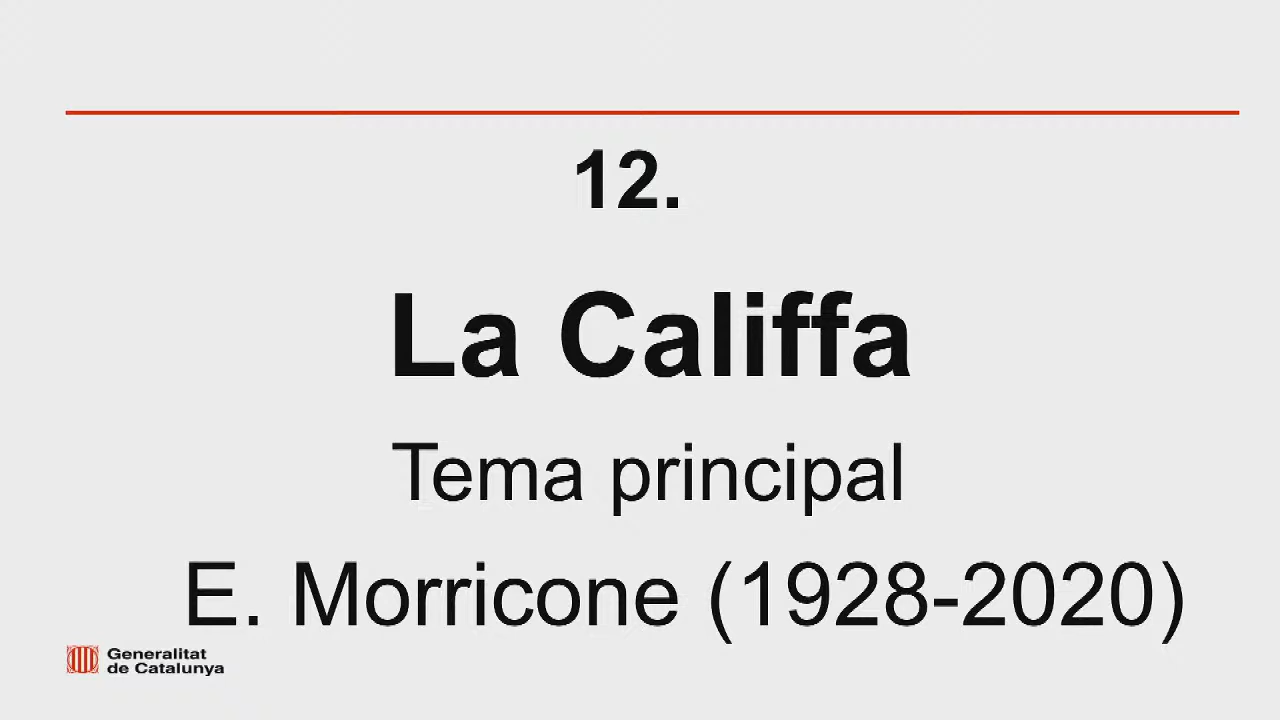 12.
La Califfa
Tema principal
E. Morricone (1928-2020)
Generalitat
de Catalunya